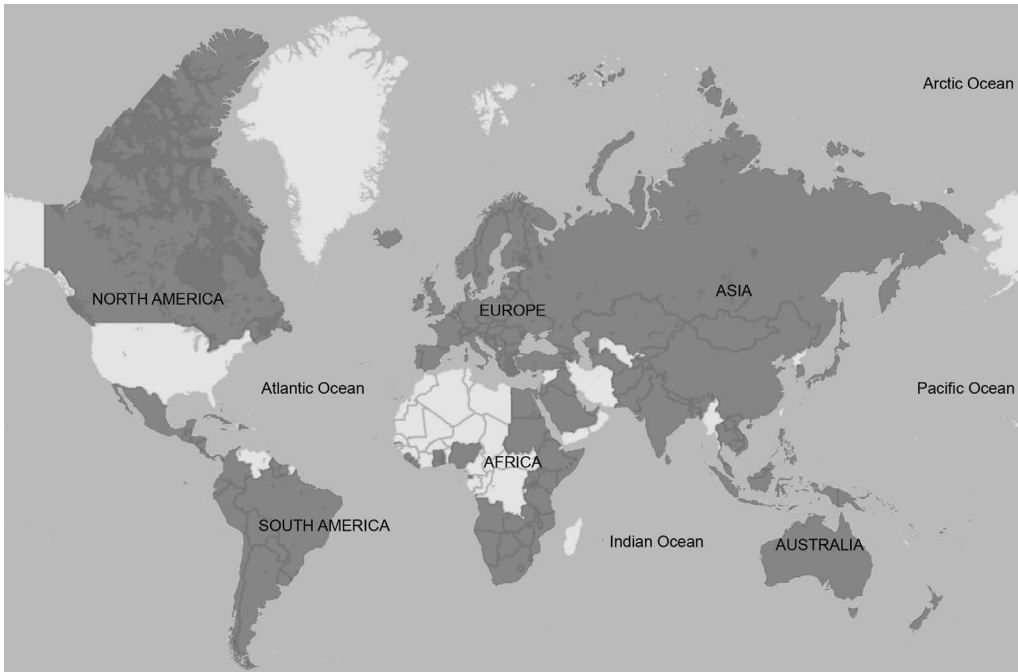 Arctic Ocean
NORTH AMERICA
ASIA
EUROPE
Atlantic Ocean
Pacific Ocean
AFRICA
SOUTH AMERICA
Indian Ocean
AUSTRALIA